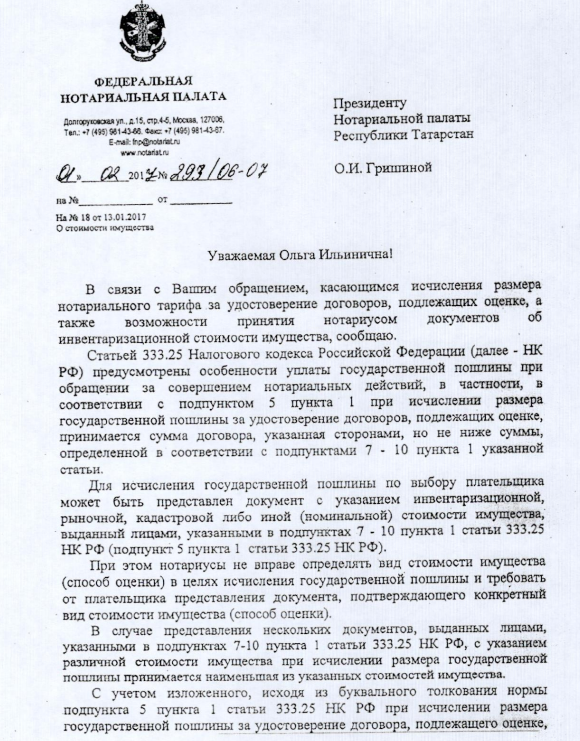 ФЕДЕРАЛЬНАЯ
НОТАРИАЛЬНАЯ ПАЛАТА
Долгоруковская ул., д.15, стр.4-5, Москва, 127006,
Тел.: +7 (495) 981-43-66. Факс: +7 (495) 981-43-67.
E-mail: fnp@notariat.ru
www.notariat.ru
01 » 02 2017 № 293/06-07
на № от
На № 18 от 13.01.2017
О стоимости имущества
Президенту
Нотариальной палаты
Республики Татарстан
О.И. Гришиной
Уважаемая Ольга Ильинична!
В связи с Вашим обращением, касающимся исчисления размера
нотариального тарифа за удостоверение договоров, подлежащих оценке, а
также возможности принятия нотариусом документов об
инвентаризационной стоимости имущества, сообщаю.
Статьей 333.25 Налогового кодекса Российской Федерации (далее - НК
РФ) предусмотрены особенности уплаты государственной пошлины при
обращении за совершением нотариальных действий, в частности, в
соответствии с подпунктом 5 пункта 1 при исчислении размера
государственной пошлины за удостоверение договоров, подлежащих оценке,
принимается сумма договора, указанная сторонами, но не ниже суммы,
определенной в соответствии с подпунктами 7 - 10 пункта 1 указанной
статьи.
Для исчисления государственной пошлины по выбору плательщика
может быть представлен документ с указанием инвентаризационной,
рыночной, кадастровой либо иной (номинальной) стоимости имущества,
выданный лицами, указанными в подпунктах 7 - 10 пункта 1 статьи 333.25
НК РФ (подпункт 5 пункта 1 статьи 333.25 НК РФ).
При этом нотариусы не вправе определять вид стоимости имущества
(способ оценки) в целях исчисления государственной пошлины и требовать
от плательщика представления документа, подтверждающего конкретный
вид стоимости имущества (способ оценки).
В случае представления нескольких документов, выданных лицами,
указанными в подпунктах 7-10 пункта 1 статьи 333.25 НК РФ, с указанием
различной стоимости имущества при исчислении размера государственной
пошлины принимается наименьшая из указанных стоимостей имущества.
С учетом изложенного, исходя из буквального толкования нормы
подпункта 5 пункта 1 статьи 333.25 НК РФ при исчислении размера
государственной пошлины за удостоверение договора, подлежащего оценке,